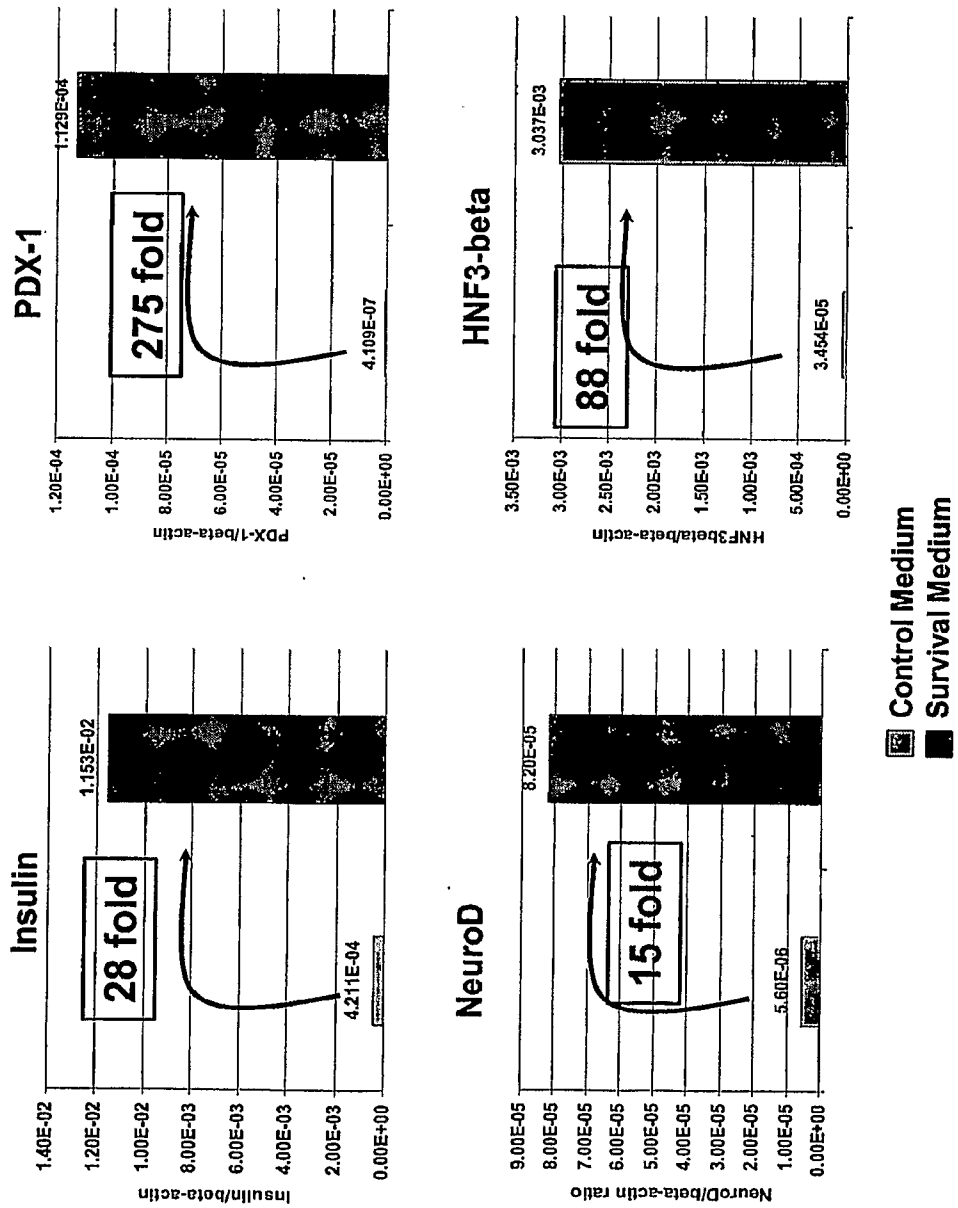 Insulin
Insulin/beta-actin
1.40E-02
1.20E-02
1.00E-02
8.00E-03
6.00E-03
4.00E-03
2.00E-03
0.00E+00
28 fold
4.211E-04
1.153E-02
PDX-1
PDX-1/beta-actin
1.20E-04
1.00E-04
8.00E-05
6.00E-05
4.00E-05
2.00E-05
0.00E+00
275 fold
4.109E-07
1.129E-04
NeuroD
NeuroD/beta-actin ratio
9.00E-05
8.00E-05
7.00E-05
6.00E-05
5.00E-05
4.00E-05
3.00E-05
2.00E-05
1.00E-05
0.00E+00
15 fold
5.60E-06
8.20E-05
HNF3-beta
HNF3beta/beta-actin
3.50E-03
3.00E-03
2.50E-03
2.00E-03
1.50E-03
1.00E-03
5.00E-04
0.00E+00
88 fold
3.454E-05
3.037E-03
Control Medium
Survival Medium